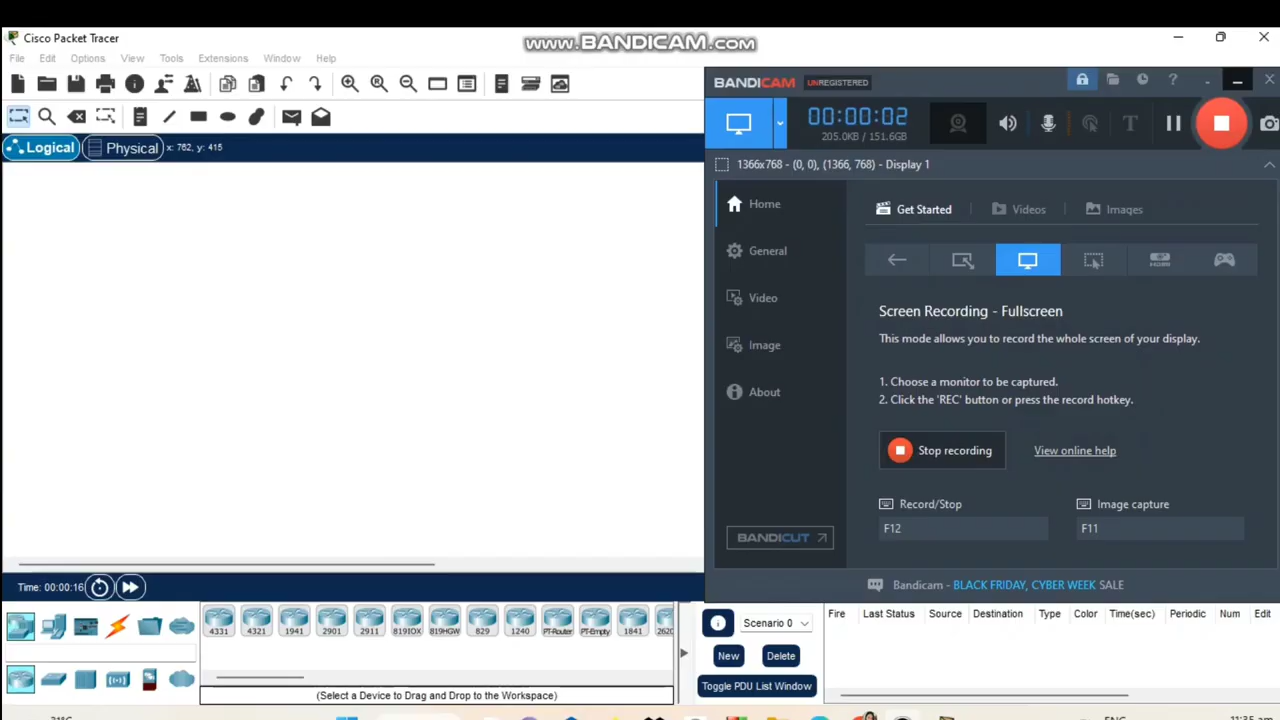 Cisco Packet Tracer
www.BANDICAM.com
File Edit Options View Tools Extensions Window Help
BANDICAM UNREGISTERED
00:00:02
205.0KB / 151.6GB
Logical Physical x: 762, y: 415
1366x768 - (0, 0), (1366, 768) - Display 1
Home
General
Video
Image
About
BANDICUT
Get Started Videos Images
Screen Recording - Fullscreen
This mode allows you to record the whole screen of your display.
1. Choose a monitor to be captured.
2. Click the 'REC' button or press the record hotkey.
Stop recording View online help
Record/Stop Image capture
F12 F11
Bandicam - BLACK FRIDAY, CYBER WEEK SALE
Time: 00:00:16
4331 4321 1941 2901 2911 819IOX 819HGW 829 1240 PT-Router PT-Empty 1841 2620
(Select a Device to Drag and Drop to the Workspace)
Scenario 0
New Delete
Toggle PDU List Window
Fire Last Status Source Destination Type Color Time(sec) Periodic Num Edit